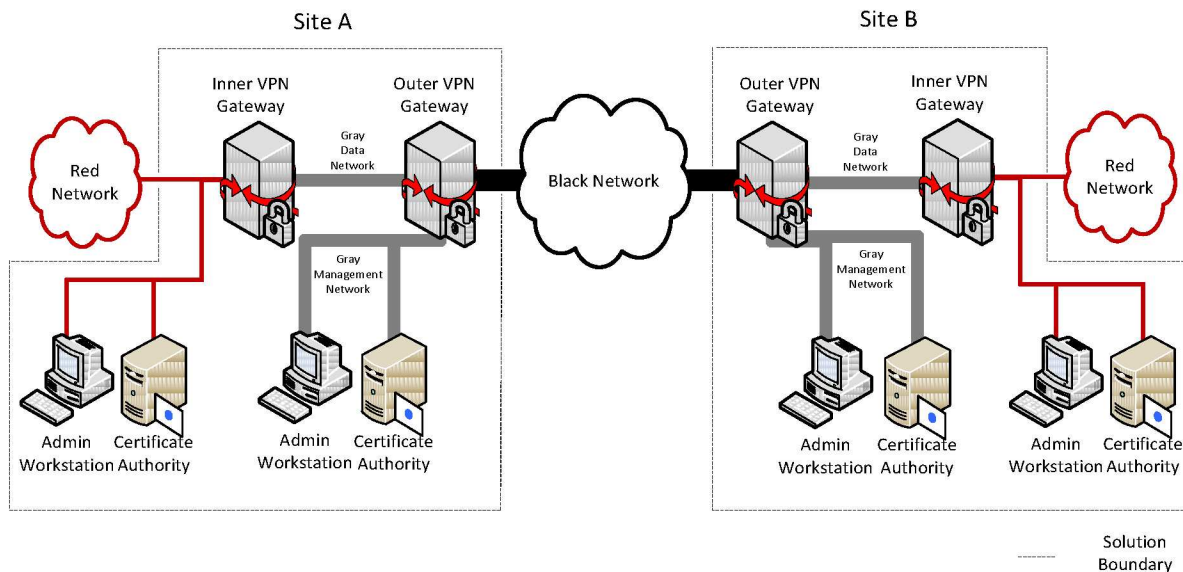 Site A
Site B
Inner VPN
Gateway
Outer VPN
Gateway
Outer VPN
Gateway
Inner VPN
Gateway
Red
Network
Gray
Data
Network
Black Network
Gray
Data
Network
Red
Network
Gray
Management
Network
Gray
Management
Network
Admin
Workstation
Certificate
Authority
Admin
Workstation
Certificate
Authority
Admin
Workstation
Certificate
Authority
Admin
Workstation
Certificate
Authority
Solution
Boundary